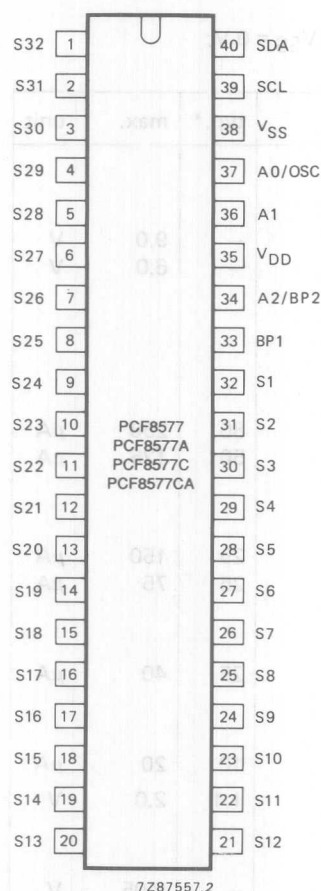 S32 1 40 SDA
S31 2 39 SCL
S30 3 38 VSS
S29 4 37 A0/OSC
S28 5 36 A1
S27 6 35 VDD
S26 7 34 A2/BP2
S25 8 33 BP1
S24 9 32 S1
S23 10 31 S2
S22 11 30 S3
S21 12 29 S4
S20 13 28 S5
S19 14 27 S6
S18 15 26 S7
S17 16 25 S8
S16 17 24 S9
S15 18 23 S10
S14 19 22 S11
S13 20 21 S12
PCF8577
PCF8577A
PCF8577C
PCF8577CA
7Z87557.2